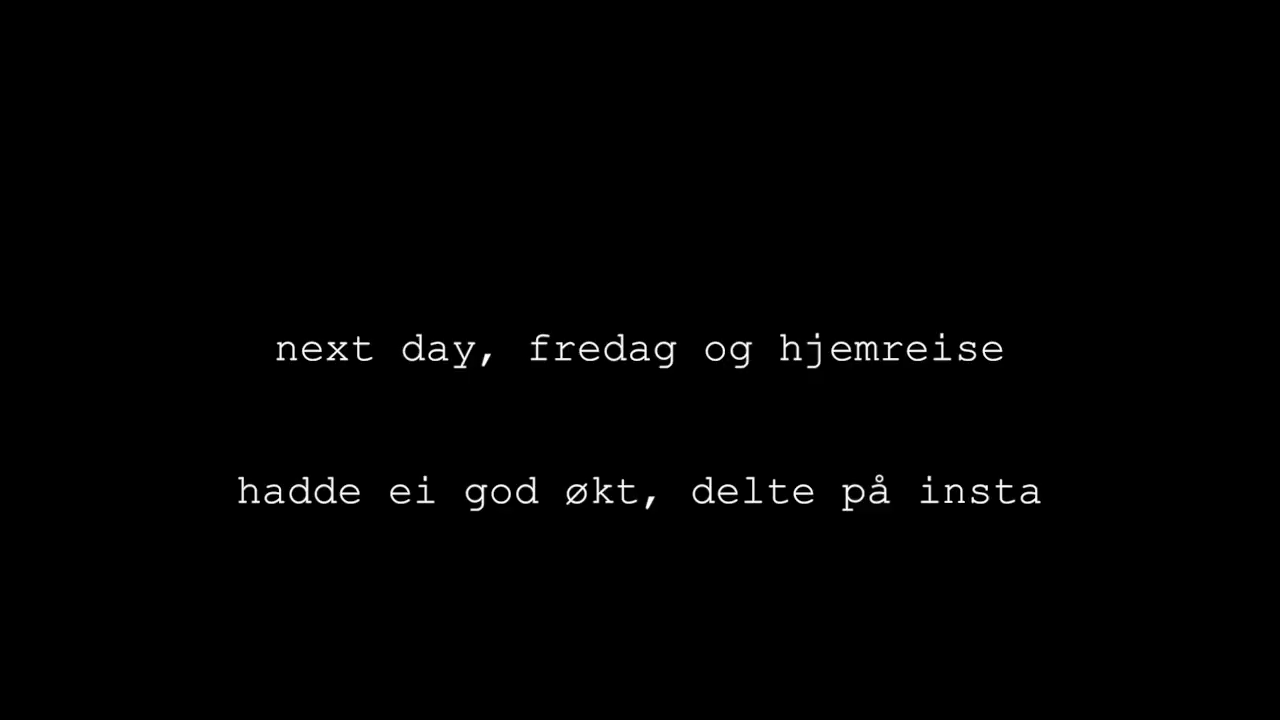 next day, fredag og hjemreise
hadde ei god økt, delte på insta